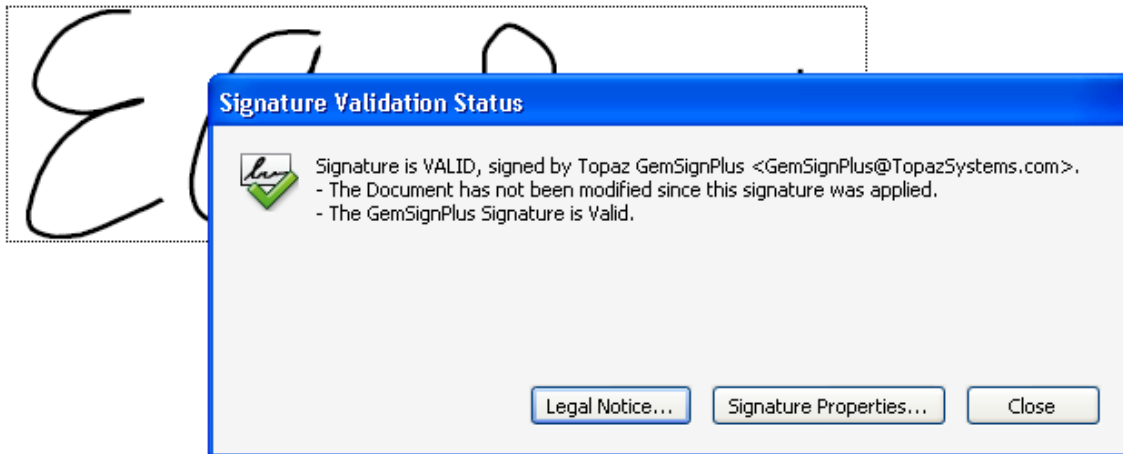 Signature Validation Status
Signature is VALID, signed by Topaz GemSignPlus <GemSignPlus@TopazSystems.com>.
- The Document has not been modified since this signature was applied.
- The GemSignPlus Signature is Valid.
Legal Notice... Signature Properties... Close